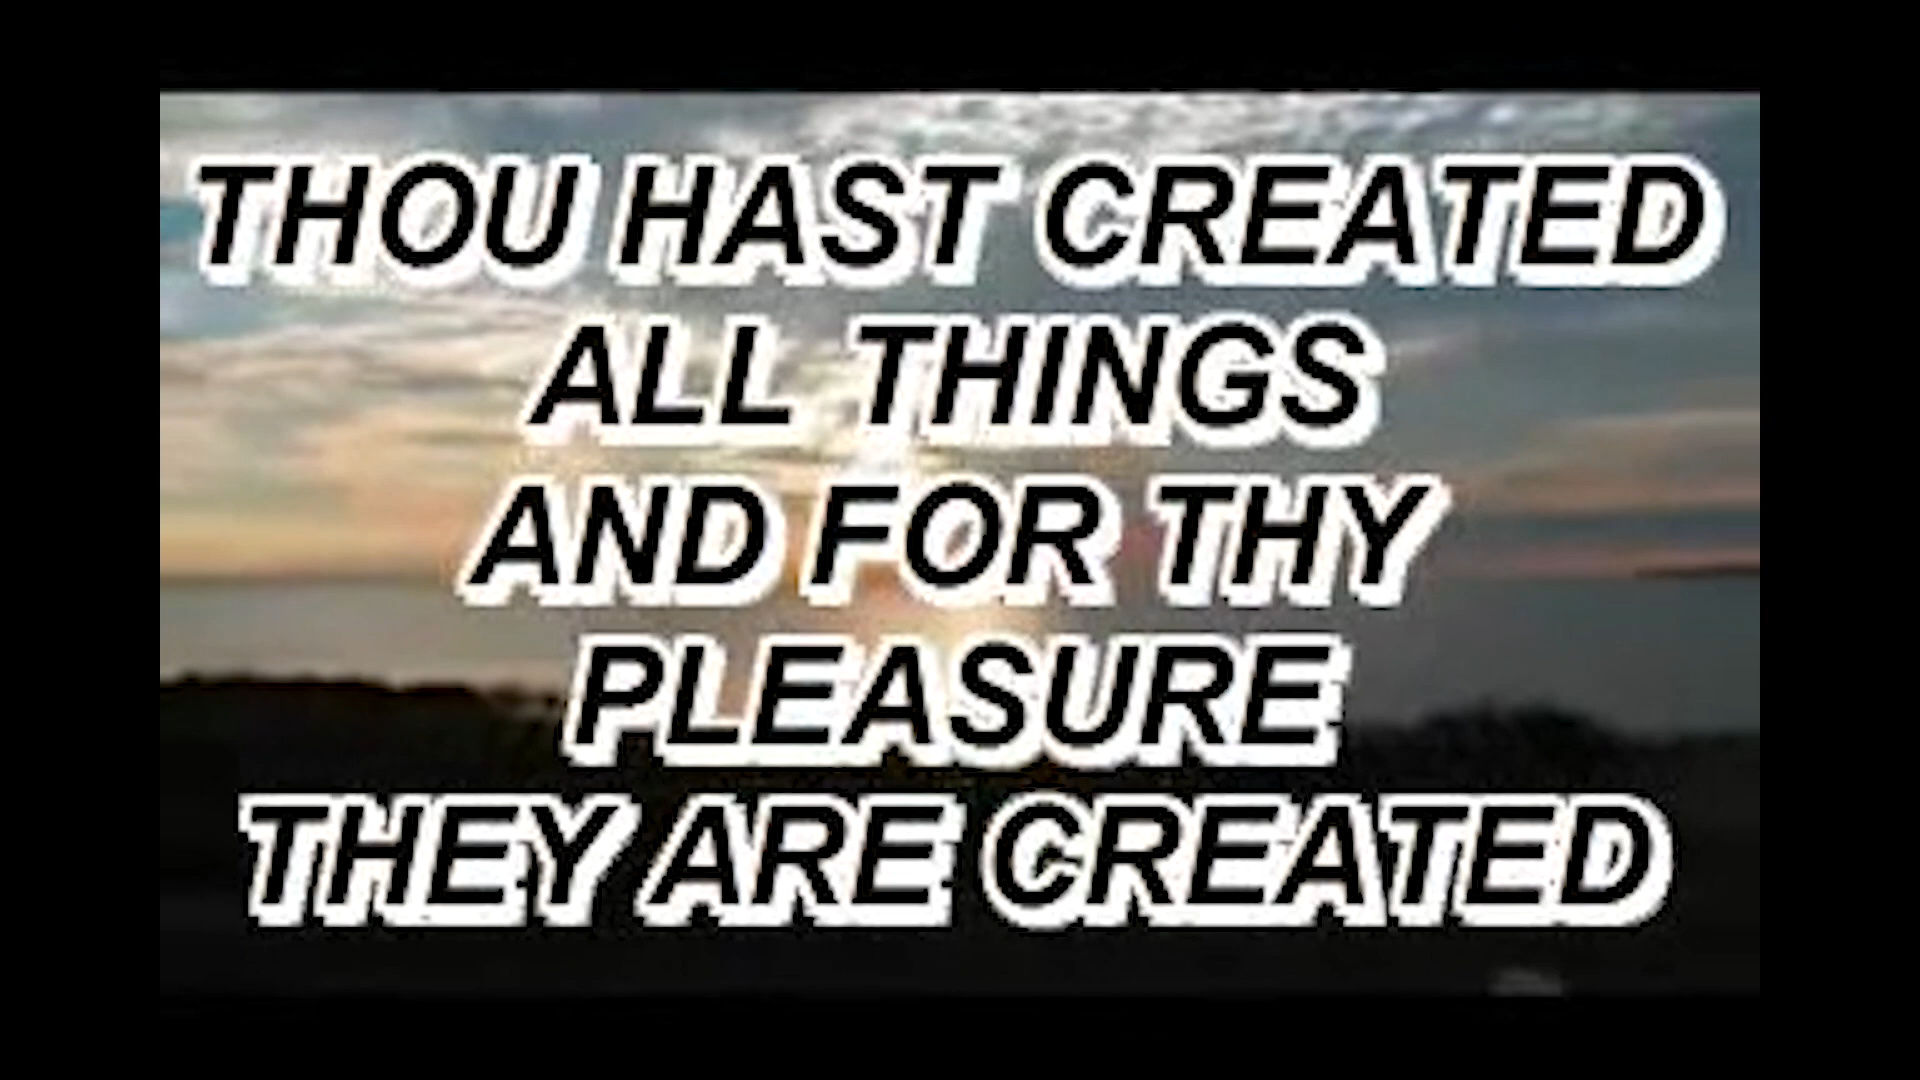 THOU HAST CREATED
ALL THINGS
AND FOR THY
PLEASURE
THEY ARE CREATED